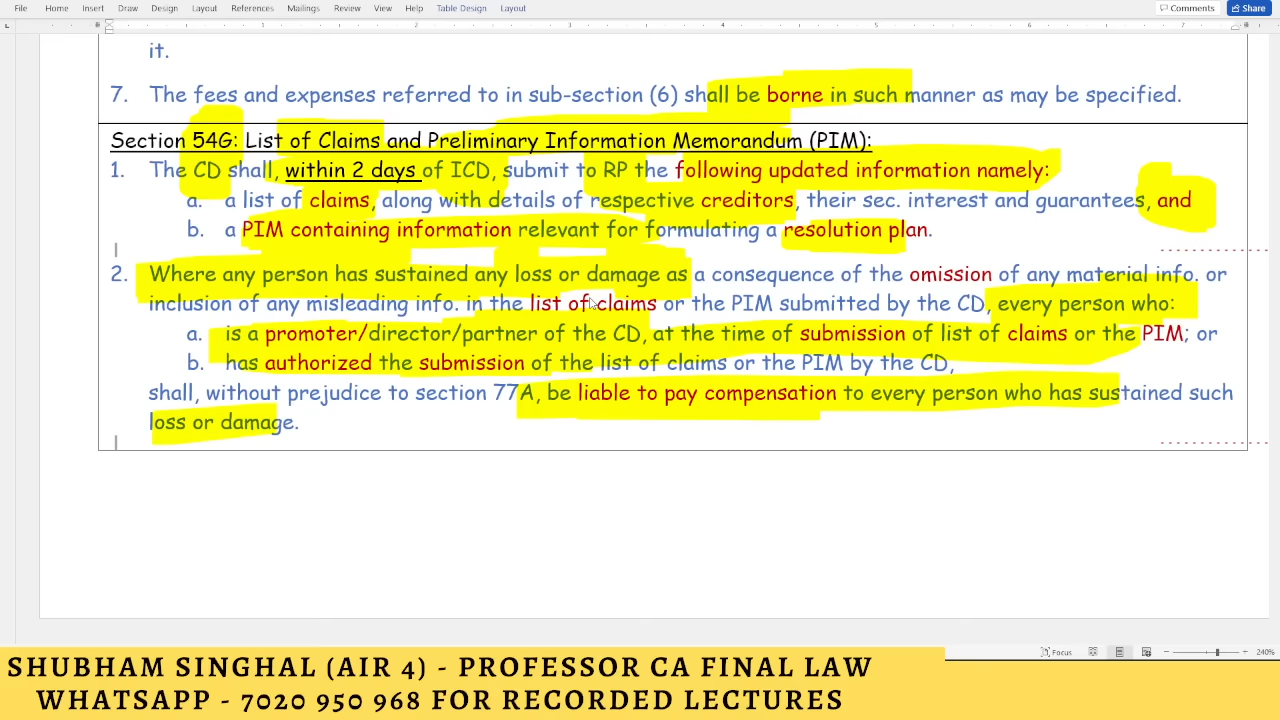 File Home Insert Draw Design Layout References Mailings Review View Help Table Design Layout Comments Share
1 2 3 4 5 6 7
it.
7. The fees and expenses referred to in sub-section (6) shall be borne in such manner as may be specified.
Section 54G: List of Claims and Preliminary Information Memorandum (PIM):
1. The CD shall, within 2 days of ICD, submit to RP the following updated information namely:
a. a list of claims, along with details of respective creditors, their sec. interest and guarantees, and
b. a PIM containing information relevant for formulating a resolution plan.
2. Where any person has sustained any loss or damage as a consequence of the omission of any material info. or
inclusion of any misleading info. in the list of claims or the PIM submitted by the CD, every person who:
a. is a promoter/director/partner of the CD, at the time of submission of list of claims or the PIM; or
b. has authorized the submission of the list of claims or the PIM by the CD,
shall, without prejudice to section 77A, be liable to pay compensation to every person who has sustained such
loss or damage.
Focus 240%
SHUBHAM SINGHAL (AIR 4) - PROFESSOR CA FINAL LAW
WHATSAPP - 7020 950 968 FOR RECORDED LECTURES